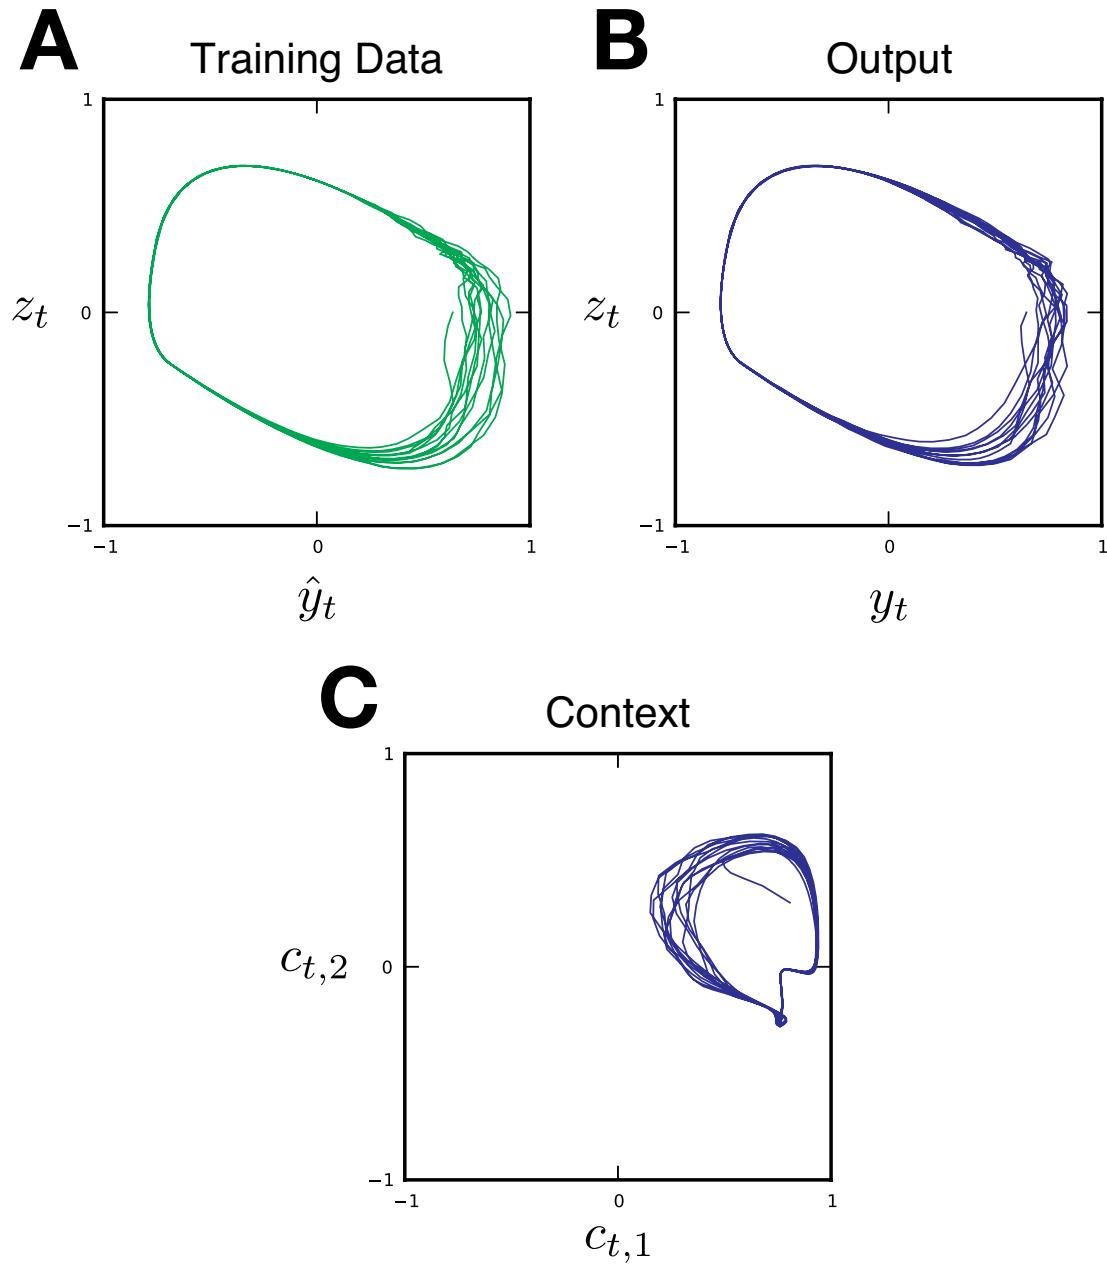 A
Training Data
1
z_t
0
−1
−1
0
1
ŷ_t
B
Output
1
z_t
0
−1
−1
0
1
y_t
C
Context
1
c_{t,2}
0
−1
−1
0
1
c_{t,1}